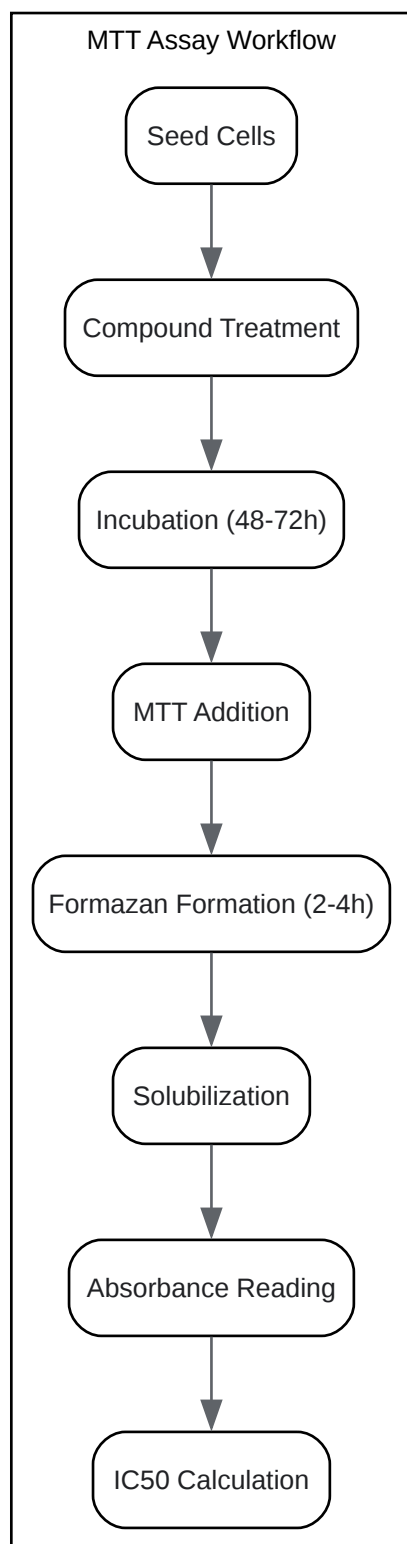 MTT Assay Workflow
Seed Cells
Compound Treatment
Incubation (48-72h)
MTT Addition
Formazan Formation (2-4h)
Solubilization
Absorbance Reading
IC50 Calculation